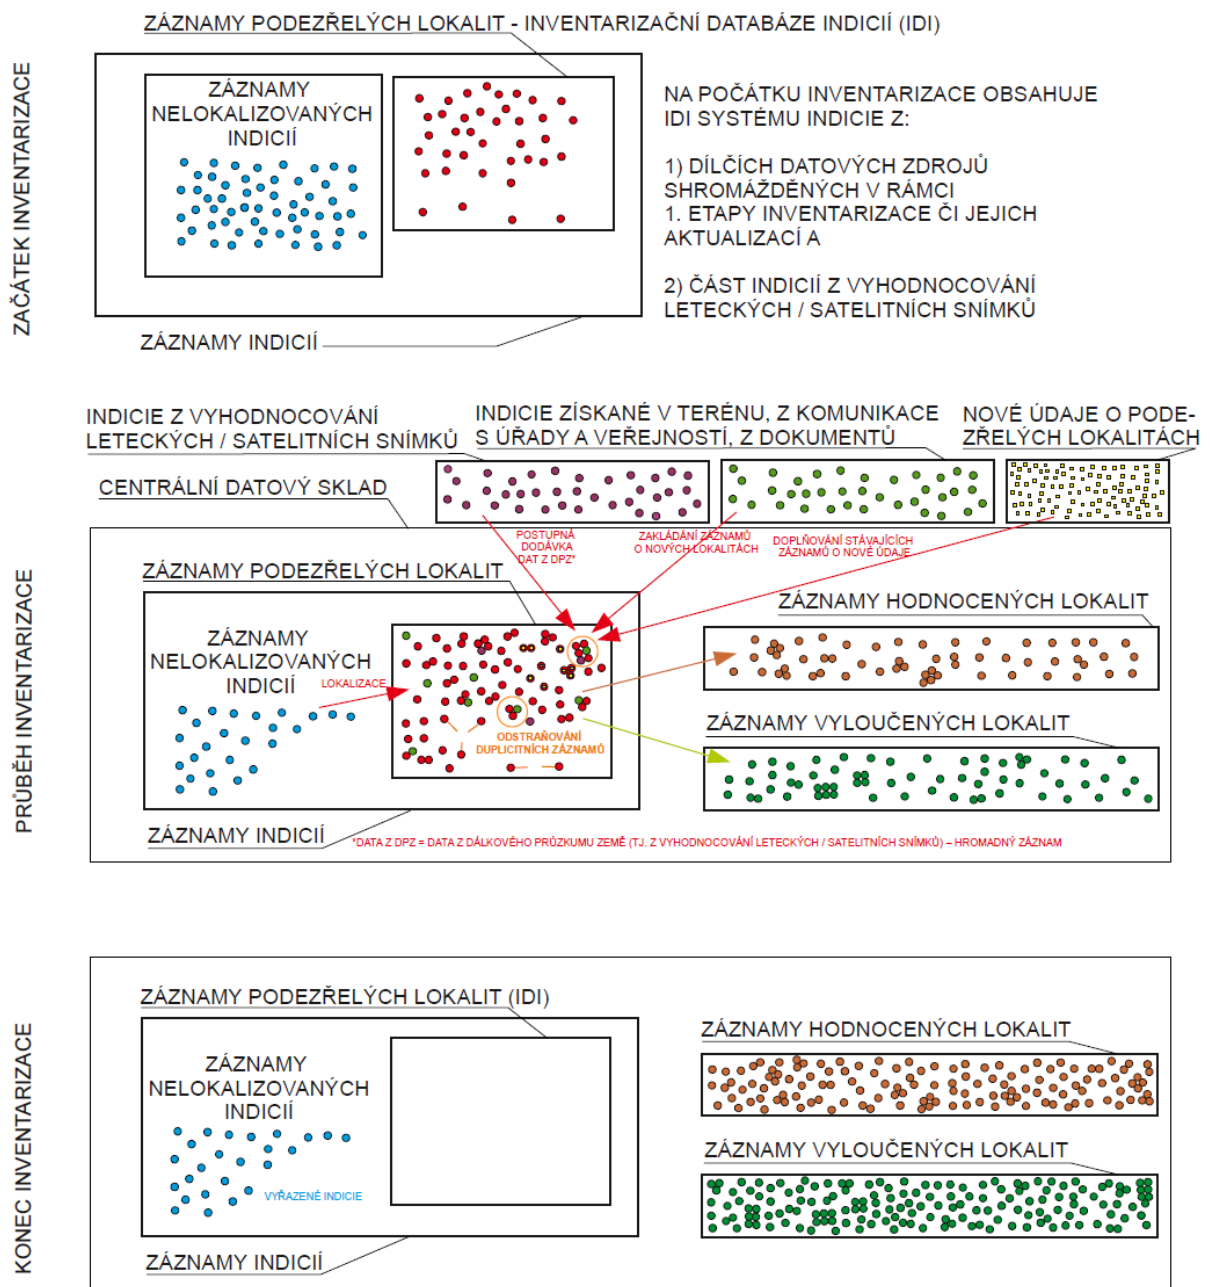 ZÁZNAMY PODEZŘELÝCH LOKALIT - INVENTARIZAČNÍ DATABÁZE INDICIÍ (IDI)
ZAČÁTEK INVENTARIZACE
ZÁZNAMY
NELOKALIZOVANÝCH
INDICIÍ
NA POČÁTKU INVENTARIZACE OBSAHUJE
IDI SYSTÉMU INDICIE Z:
1) DÍLČÍCH DATOVÝCH ZDROJŮ
SHROMÁŽDĚNÝCH V RÁMCI
1. ETAPY INVENTARIZACE ČI JEJICH
AKTUALIZACÍ A
2) ČÁST INDICIÍ Z VYHODNOCOVÁNÍ
LETECKÝCH / SATELITNÍCH SNÍMKŮ
ZÁZNAMY INDICIÍ
INDICIE Z VYHODNOCOVÁNÍ
LETECKÝCH / SATELITNÍCH SNÍMKŮ
INDICIE ZÍSKANÉ V TERÉNU, Z KOMUNIKACE
S ÚŘADY A VEŘEJNOSTÍ, Z DOKUMENTŮ
NOVÉ ÚDAJE O PODE-
ZŘELÝCH LOKALITÁCH
CENTRÁLNÍ DATOVÝ SKLAD
PRŮBĚH INVENTARIZACE
POSTUPNÁ
DODÁVKA
DAT Z DPZ*
ZAKLÁDÁNÍ ZÁZNAMŮ
O NOVÝCH LOKALITÁCH
DOPLŇOVÁNÍ STÁVAJÍCÍCH
ZÁZNAMŮ O NOVÉ ÚDAJE
ZÁZNAMY PODEZŘELÝCH LOKALIT
ZÁZNAMY HODNOCENÝCH LOKALIT
ZÁZNAMY
NELOKALIZOVANÝCH
INDICIÍ
LOKALIZACE
ODSTRAŇOVÁNÍ
DUPLICITNÍCH ZÁZNAMŮ
ZÁZNAMY VYLOUČENÝCH LOKALIT
ZÁZNAMY INDICIÍ
*DATA Z DPZ = DATA Z DÁLKOVÉHO PRŮZKUMU ZEMĚ (TJ. Z VYHODNOCOVÁNÍ LETECKÝCH / SATELITNÍCH SNÍMKŮ) – HROMADNÝ ZÁZNAM
KONEC INVENTARIZACE
ZÁZNAMY PODEZŘELÝCH LOKALIT (IDI)
ZÁZNAMY HODNOCENÝCH LOKALIT
ZÁZNAMY
NELOKALIZOVANÝCH
INDICIÍ
VYŘAZENÉ INDICIE
ZÁZNAMY VYLOUČENÝCH LOKALIT
ZÁZNAMY INDICIÍ